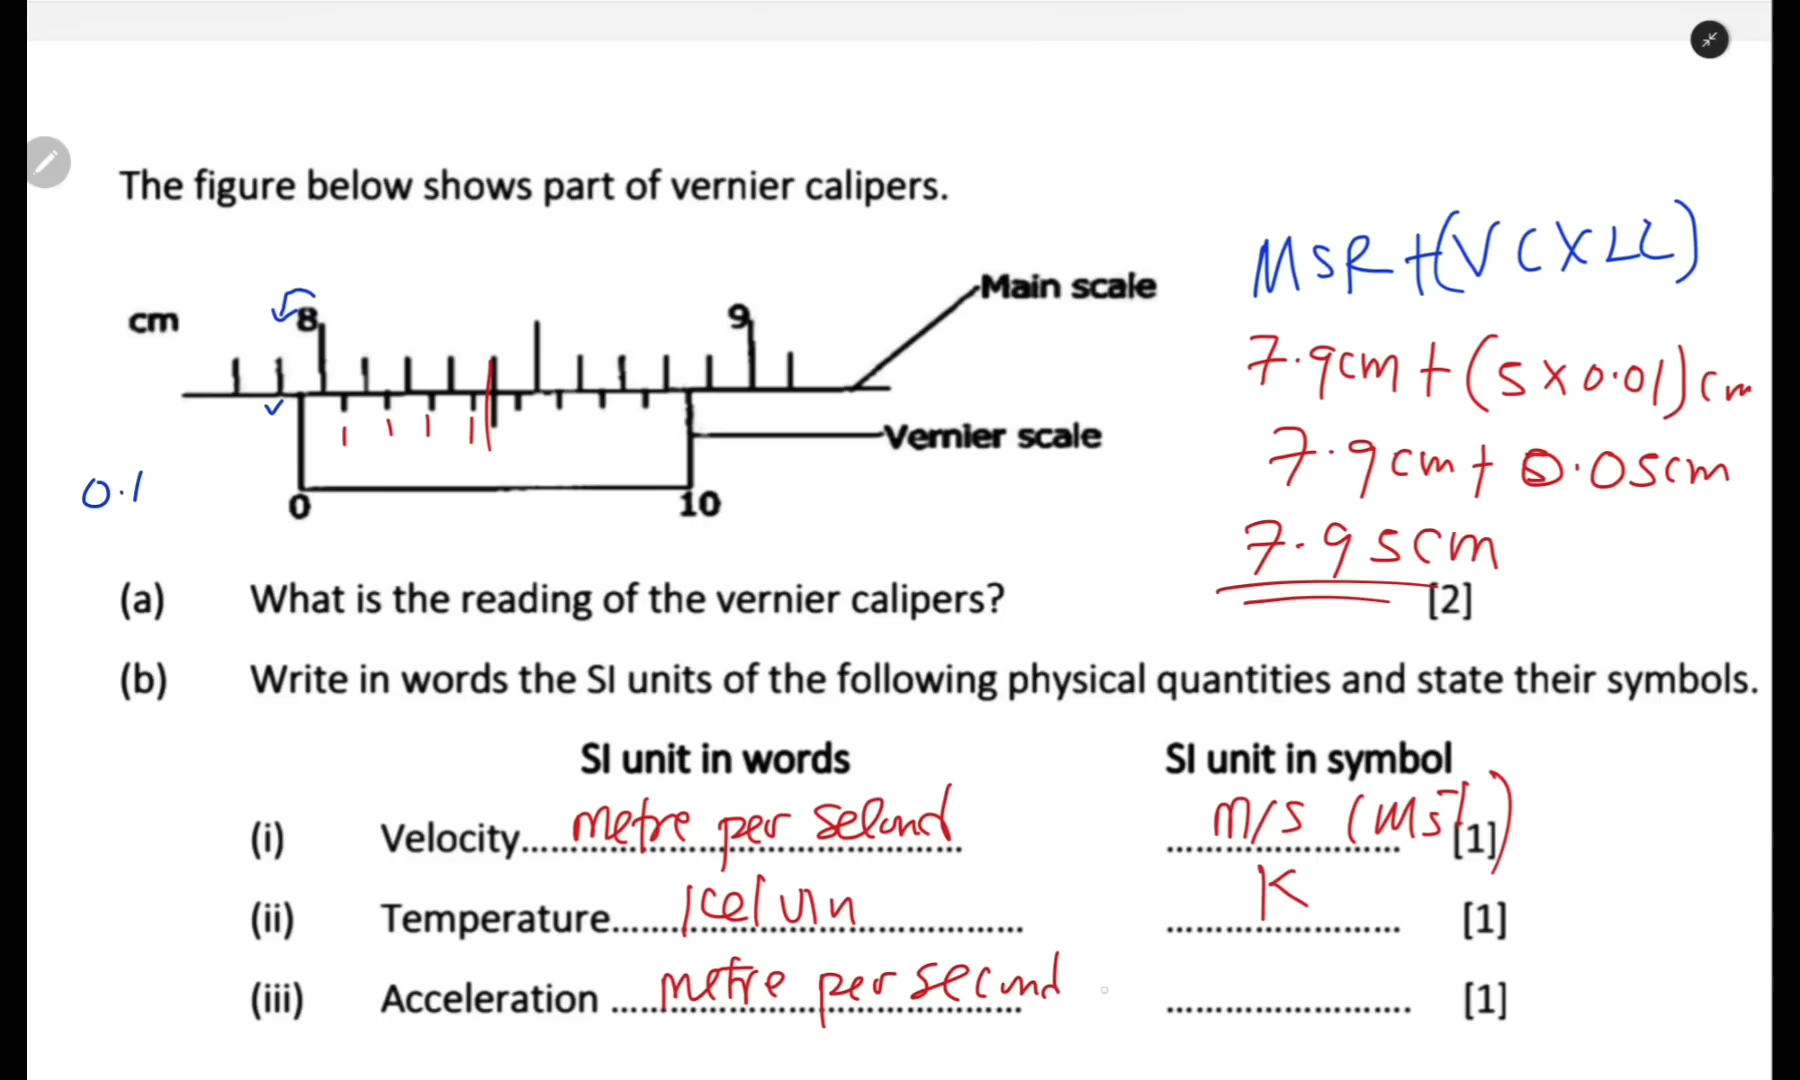 The figure below shows part of vernier calipers.
MSR + (VC X LC)
Main scale
cm
8
9
7.9cm + (5 X 0.01) cm
Vernier scale
7.9cm + 0.05cm
0.1
0
10
7.95cm
(a) What is the reading of the vernier calipers? [2]
(b) Write in words the SI units of the following physical quantities and state their symbols.
SI unit in words SI unit in symbol
(i) Velocity metre per second m/s (ms⁻¹) [1]
(ii) Temperature kelvin K [1]
(iii) Acceleration metre per second [1]